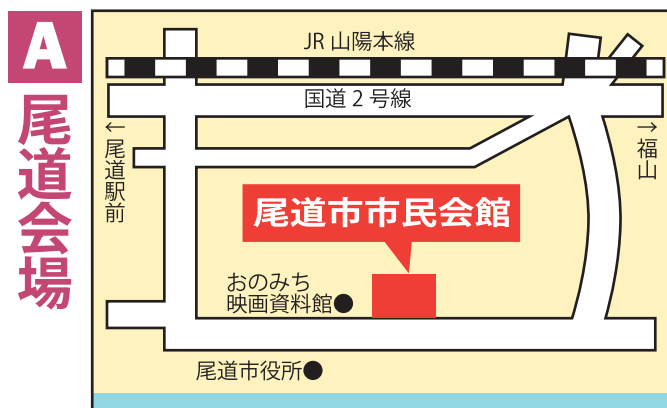 A
尾道会場
JR山陽本線
国道2号線
←尾道駅前
→福山
尾道市市民会館
おのみち
映画資料館●
尾道市役所●